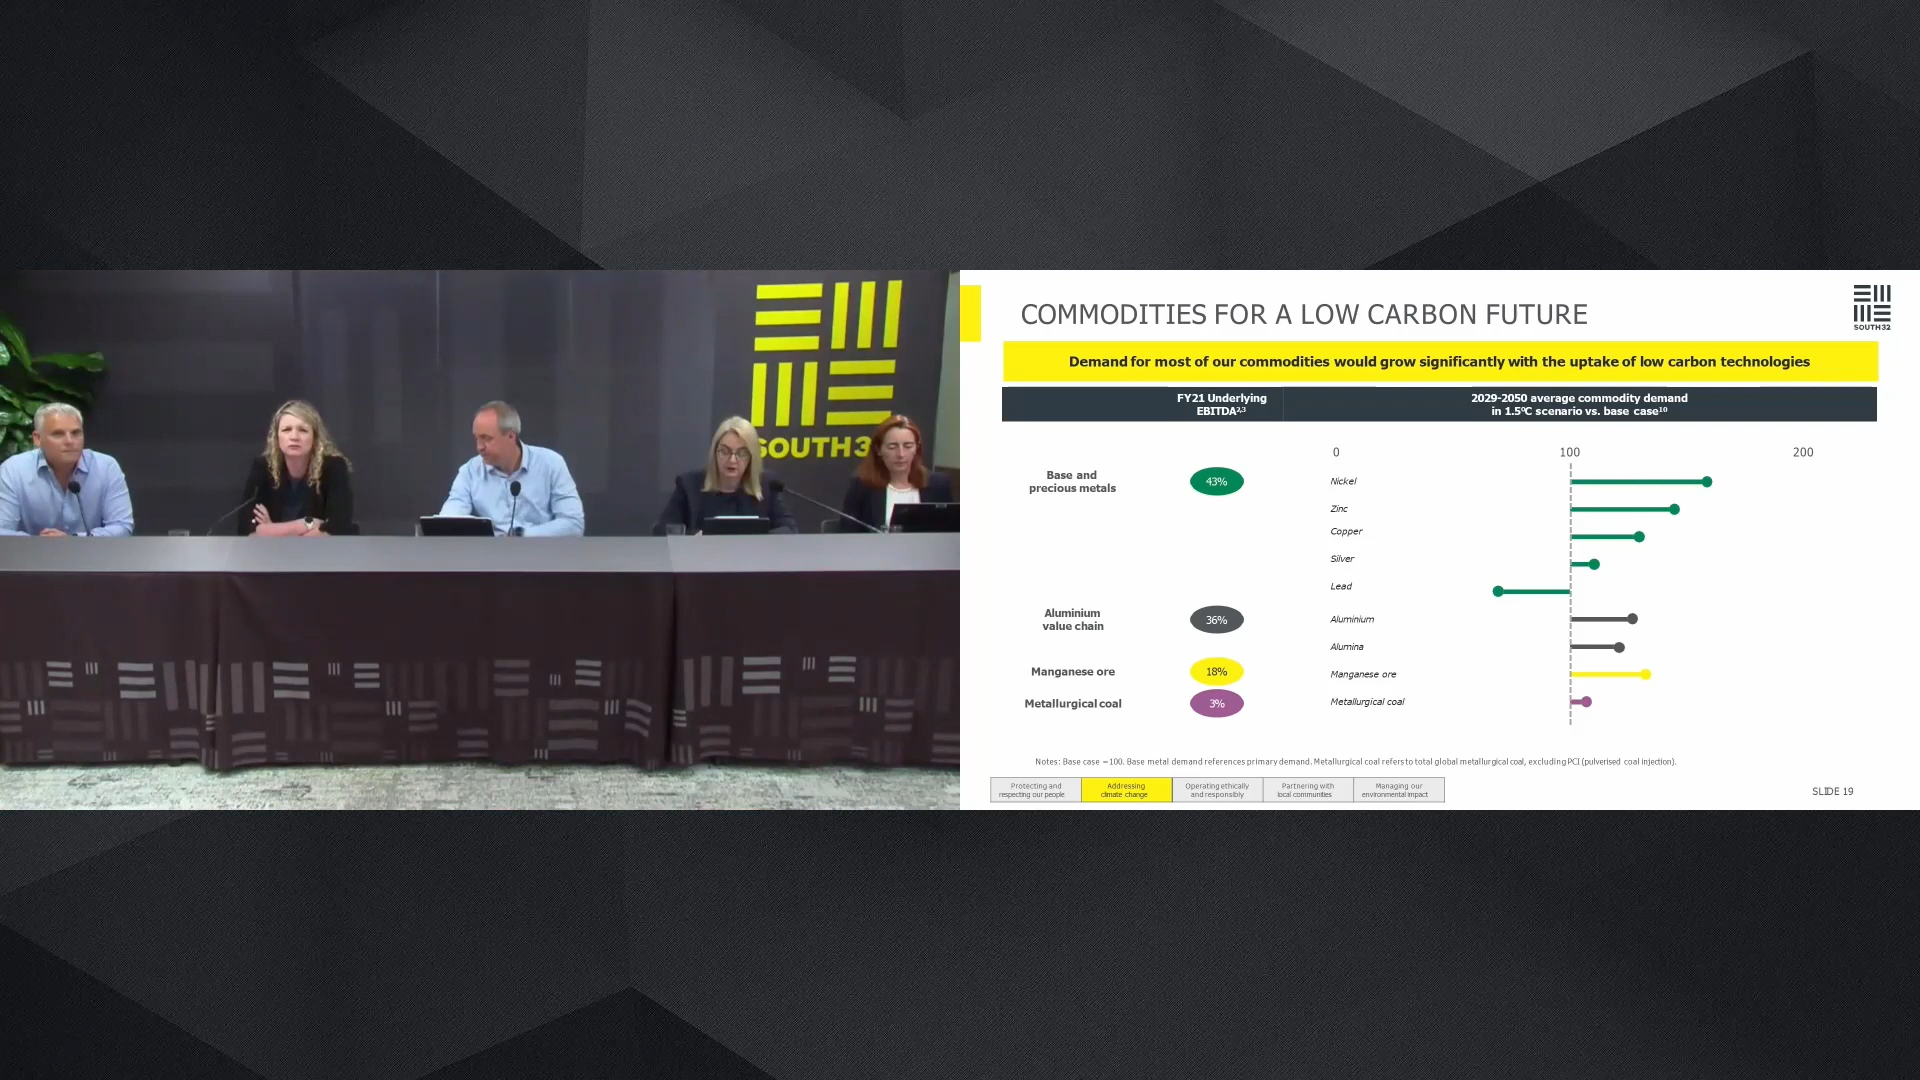 SOUTH3
COMMODITIES FOR A LOW CARBON FUTURE
SOUTH32
Demand for most of our commodities would grow significantly with the uptake of low carbon technologies
FY21 Underlying
EBITDA²,³
2029-2050 average commodity demand
in 1.5⁰C scenario vs. base case¹⁰
0
100
200
Base and
precious metals
43%
Nickel
Zinc
Copper
Silver
Lead
Aluminium
value chain
36%
Aluminium
Alumina
Manganese ore
18%
Manganese ore
Metallurgical coal
3%
Metallurgical coal
Notes: Base case =100. Base metal demand references primary demand. Metallurgical coal refers to total global metallurgical coal, excluding PCI (pulverised coal injection).
Protecting and
respecting our people
Addressing
climate change
Operating ethically
and responsibly
Partnering with
local communities
Managing our
environmental impact
SLIDE 19